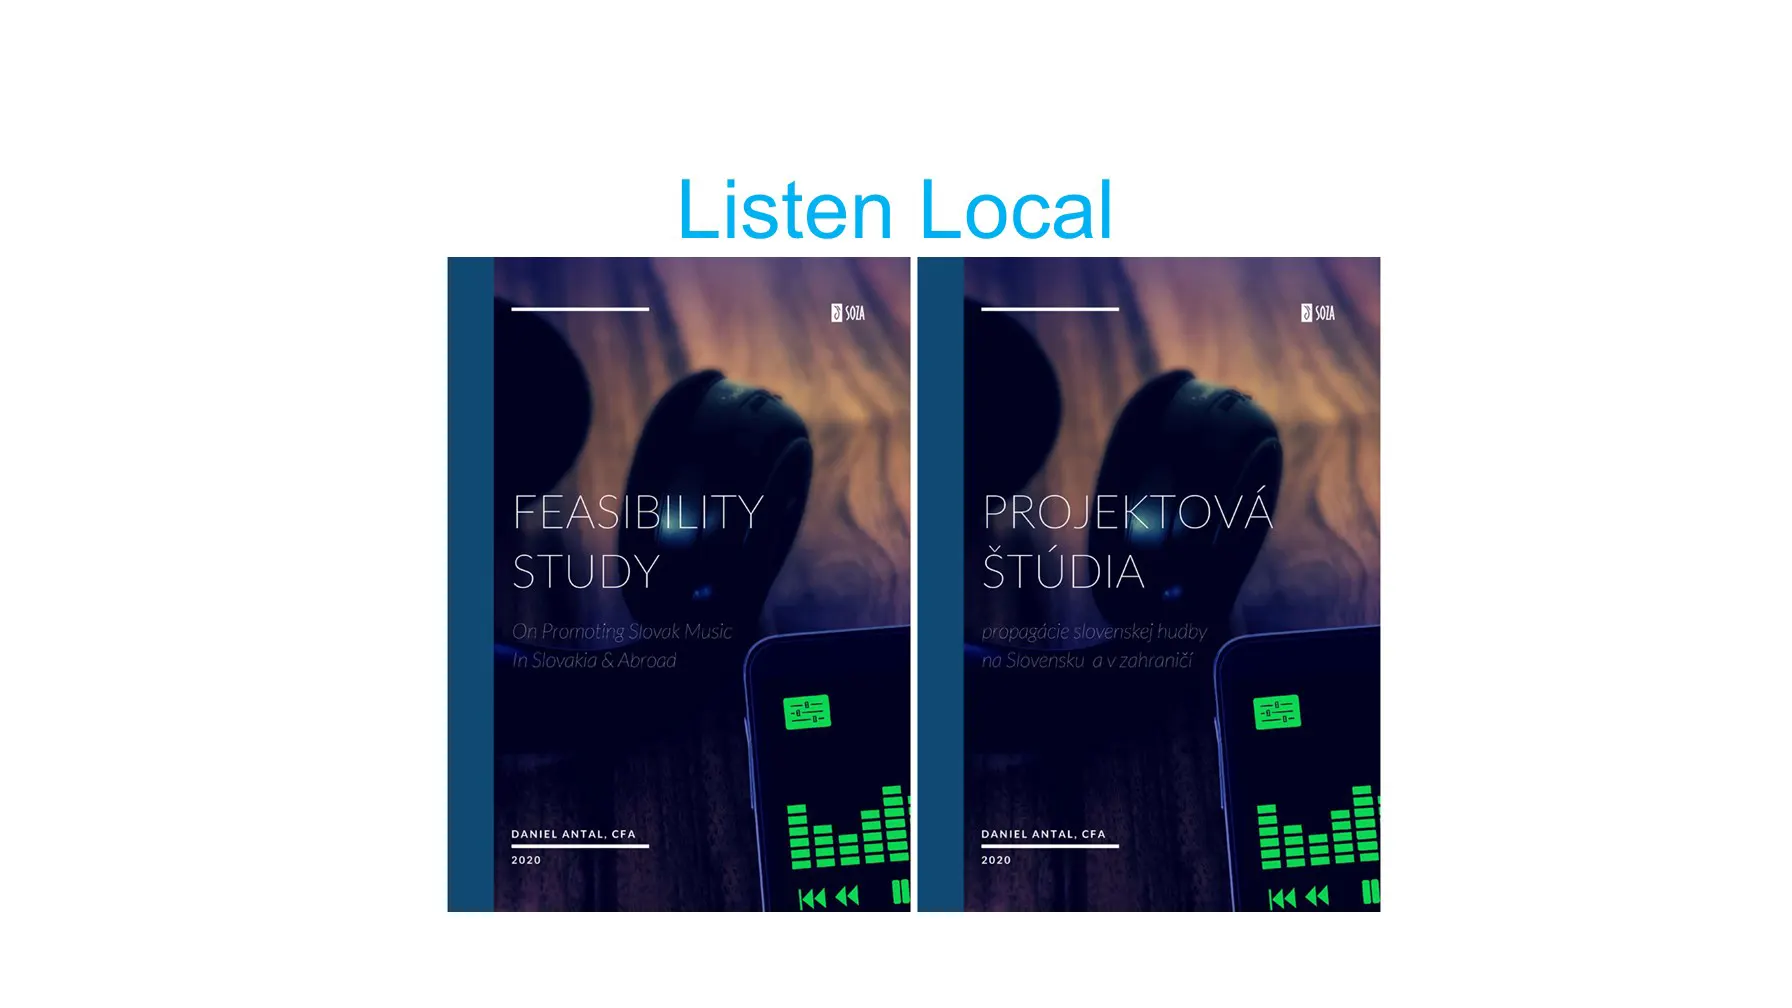 Listen Local
SOZA
FEASIBILITY
STUDY
On Promoting Slovak Music
In Slovakia & Abroad
DANIEL ANTAL, CFA
2020
SOZA
PROJEKTOVÁ
ŠTÚDIA
propagácie slovenskej hudby
na Slovensku a v zahraničí
DANIEL ANTAL, CFA
2020